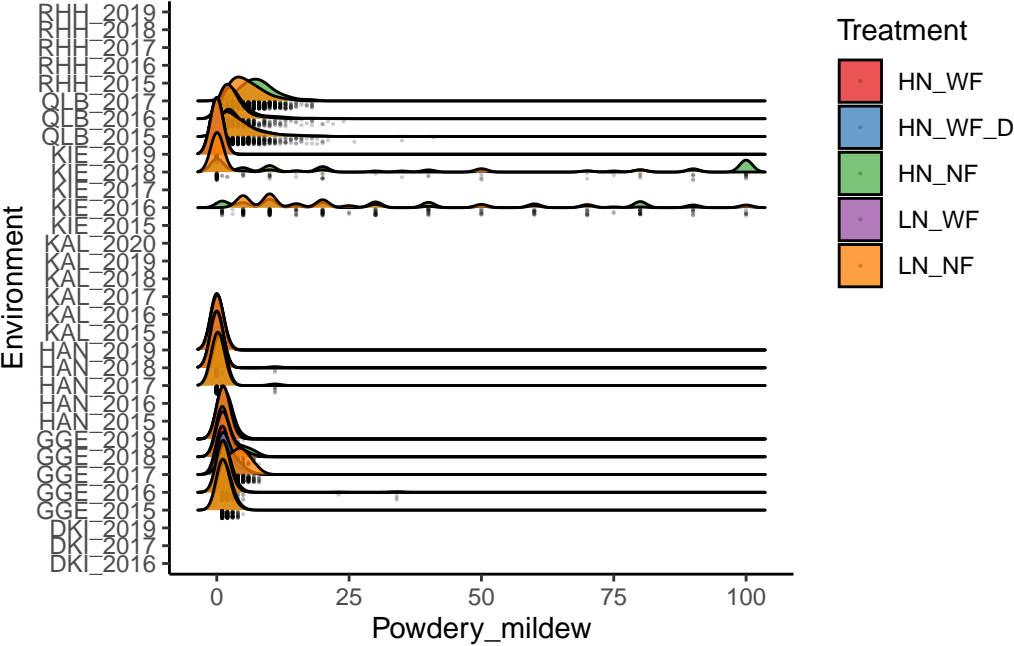 RHH_2019
RHH_2018
RHH_2017
RHH_2016
RHH_2015
QLB_2017
QLB_2016
QLB_2015
KIE_2019
KIE_2018
KIE_2017
KIE_2016
KIE_2015
KAL_2020
KAL_2019
KAL_2018
KAL_2017
KAL_2016
KAL_2015
HAN_2019
HAN_2018
HAN_2017
HAN_2016
HAN_2015
GGE_2019
GGE_2018
GGE_2017
GGE_2016
GGE_2015
DKI_2019
DKI_2017
DKI_2016
Environment
0 25 50 75 100
Powdery_mildew
Treatment
HN_WF
HN_WF_D
HN_NF
LN_WF
LN_NF